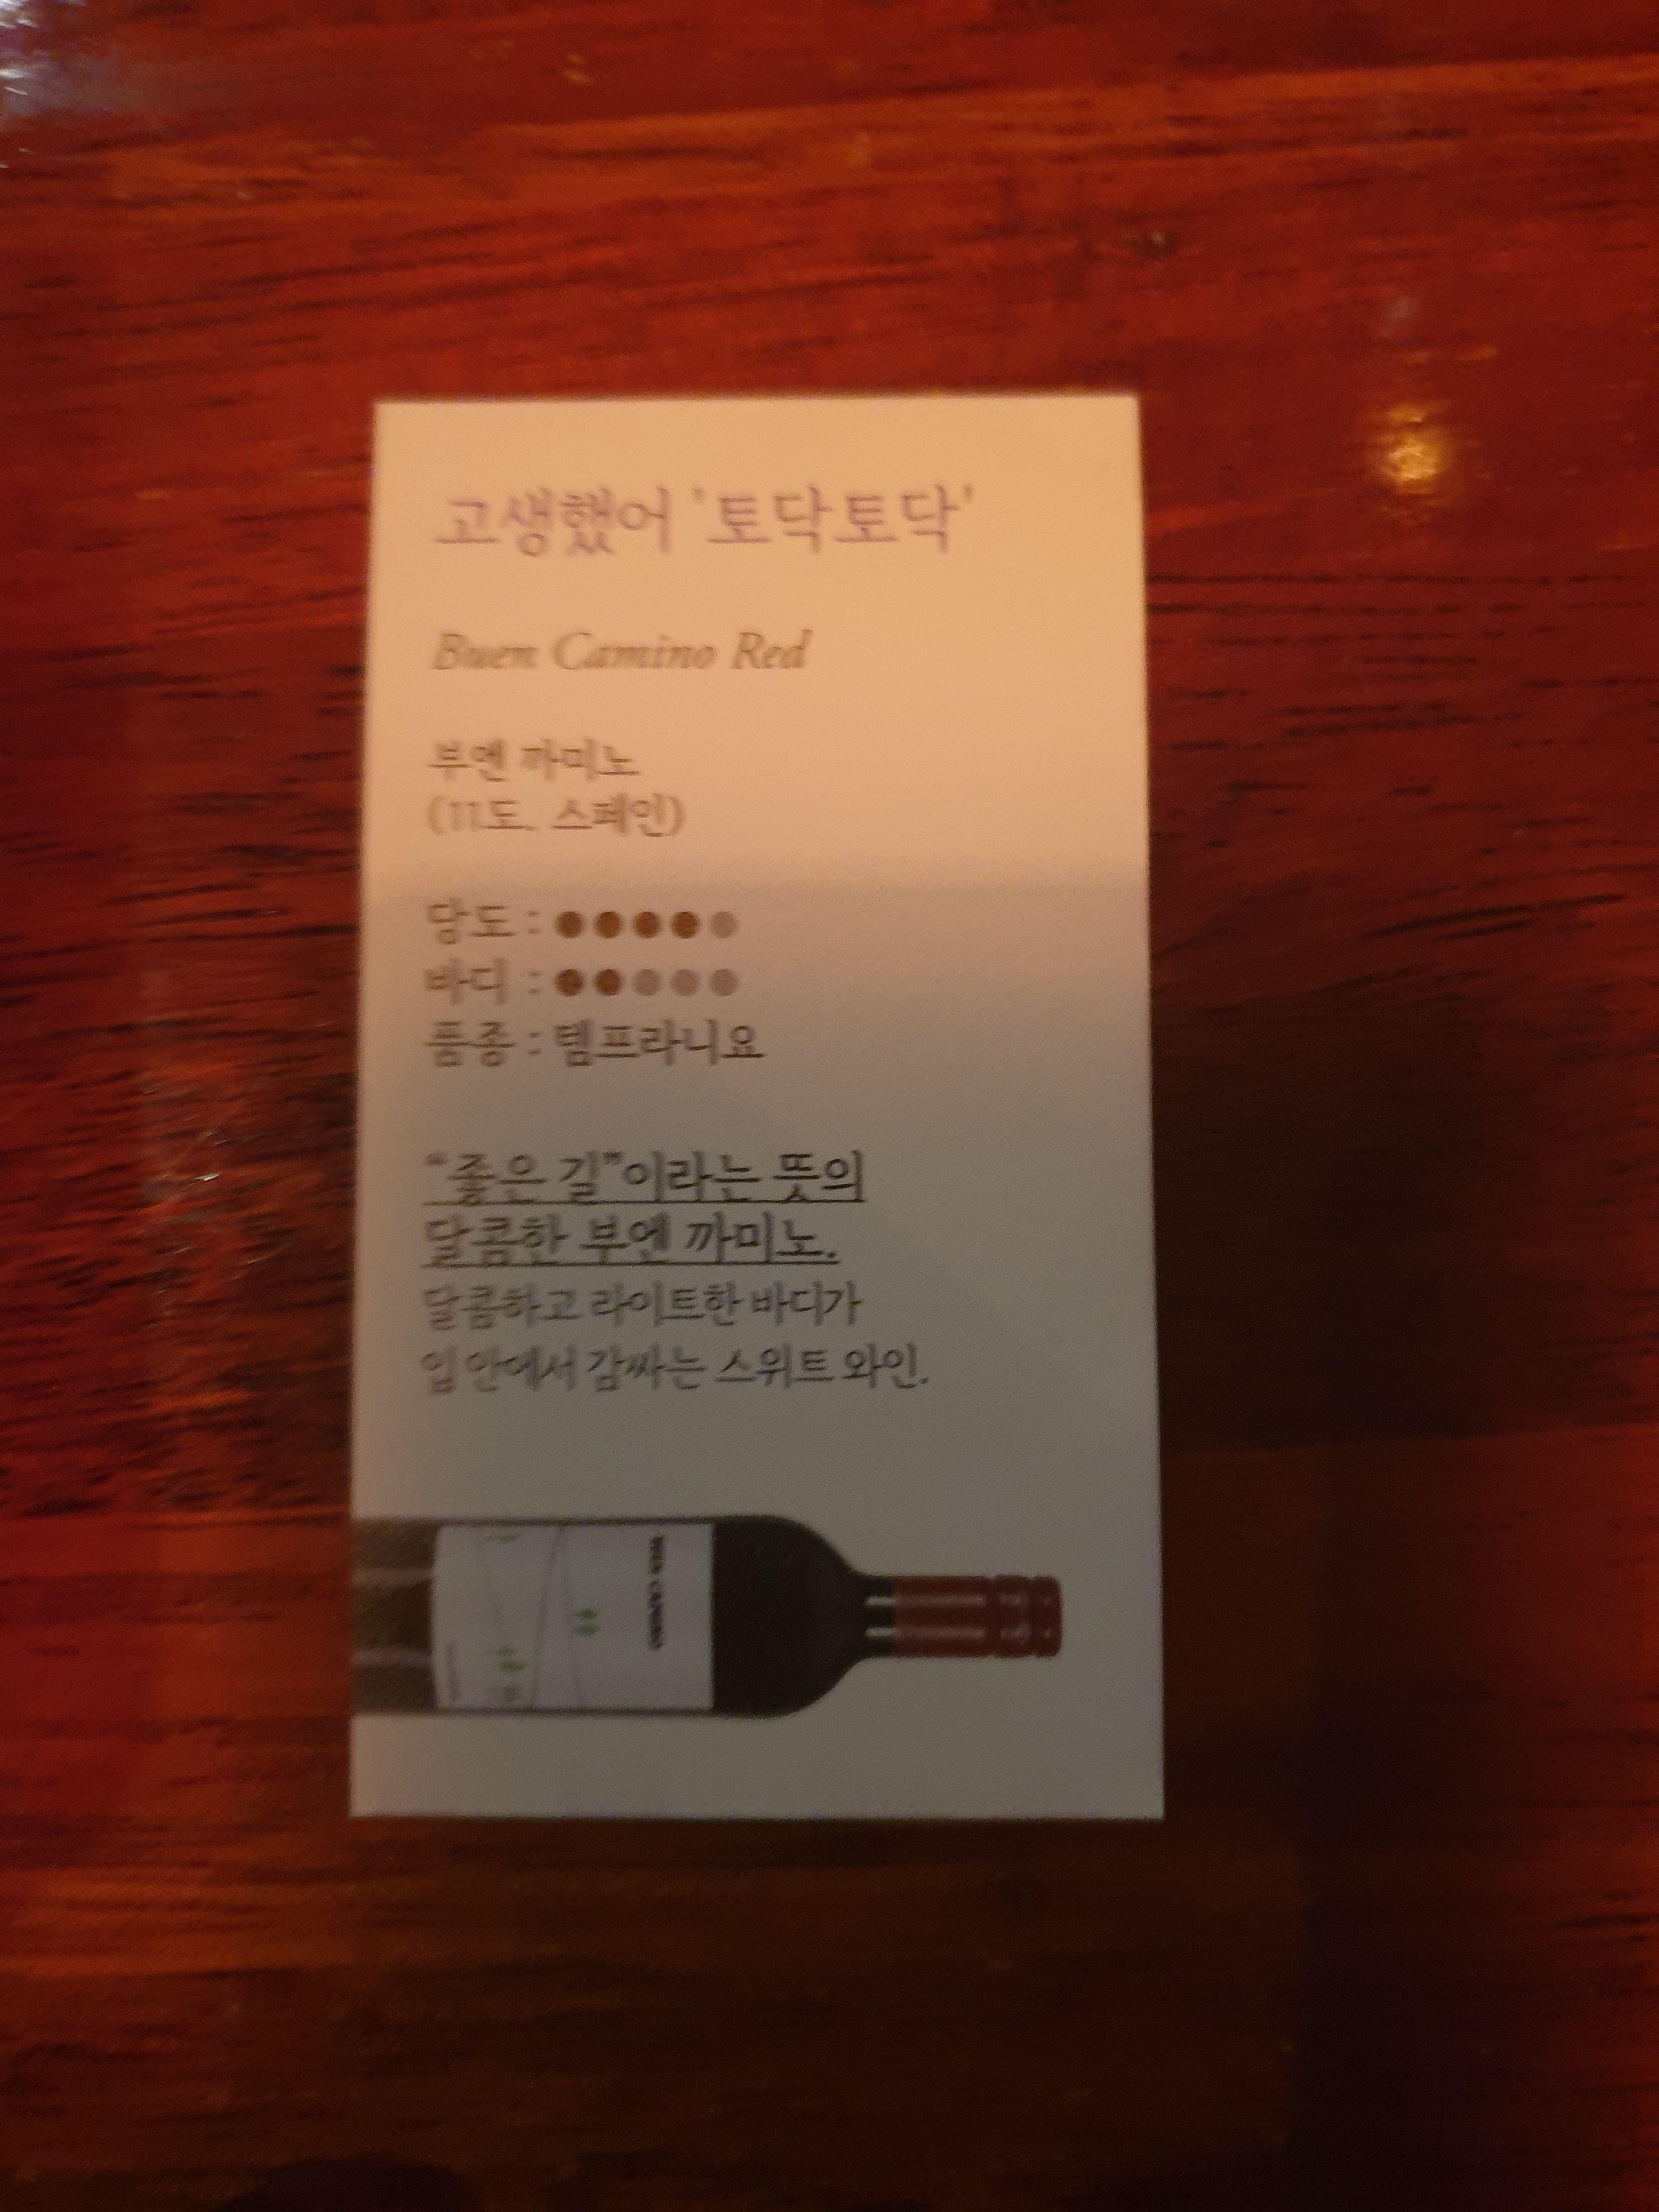 고생했어 '토닥토닥'
Buen Camino Red
부엔 까미노
(11도, 스페인)
당도 : ●●●●●
바디 : ●●●●●
품종 : 템프라니요
“좋은 길”이라는 뜻의
달콤한 부엔 까미노.
달콤하고 라이트한 바디가
입 안에서 감싸는 스위트 와인.
BUEN CAMINO